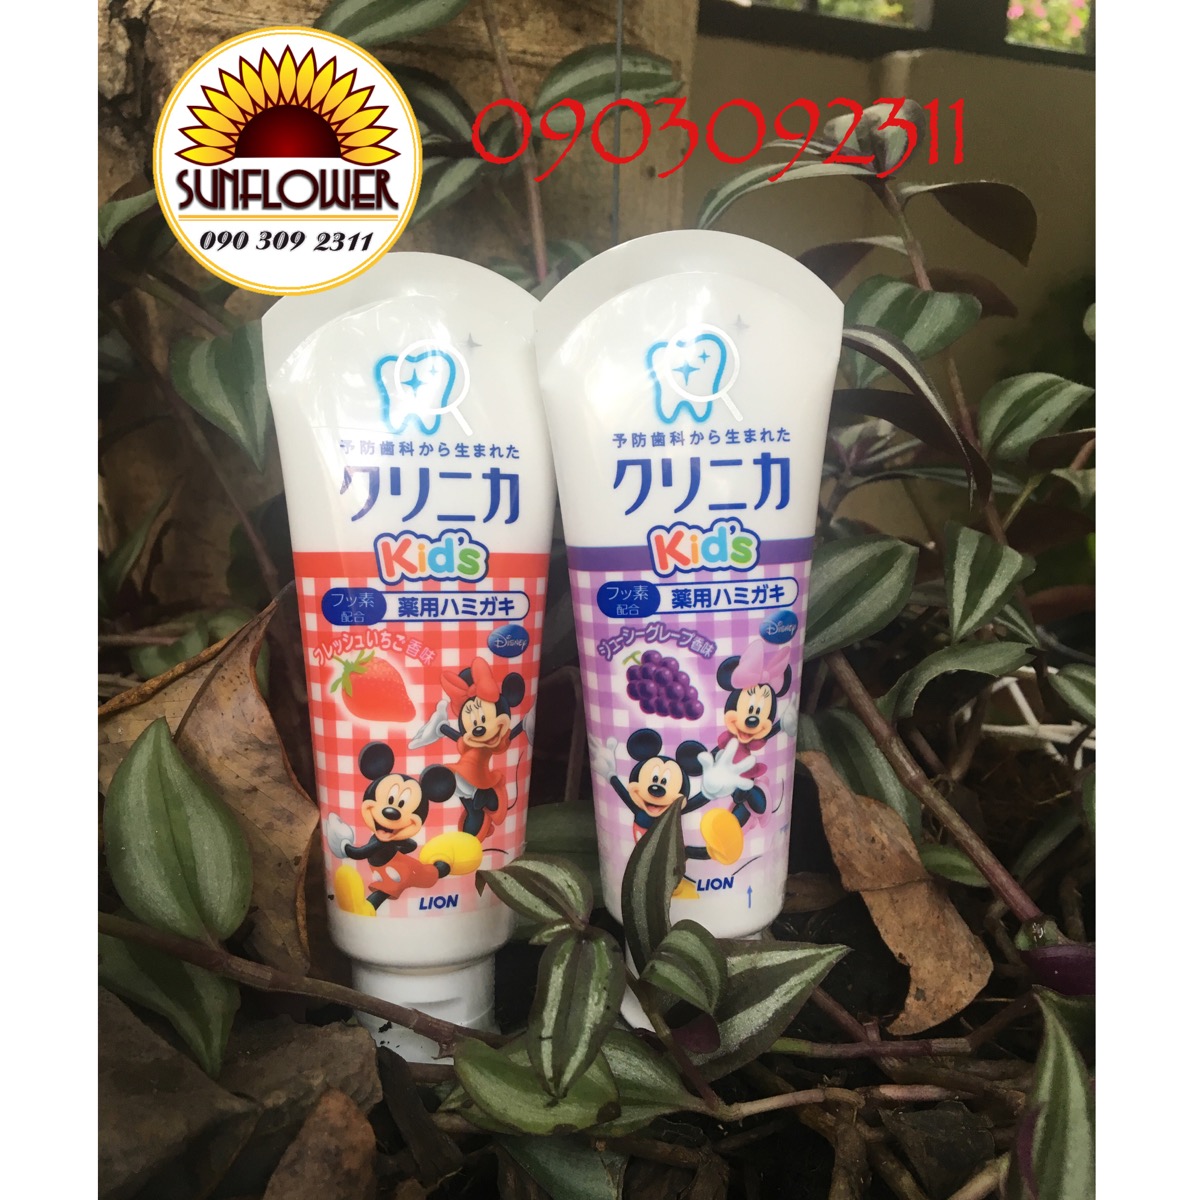 SUNFLOWER
090 309 2311
0903092311
予防歯科から生まれた
クリニカ
Kid's
フッ素
配合
薬用ハミガキ
フレッシュいちご香味
Disney
LION
予防歯科から生まれた
クリニカ
Kid's
フッ素
配合
薬用ハミガキ
ジューシーグレープ香味
Disney
LION